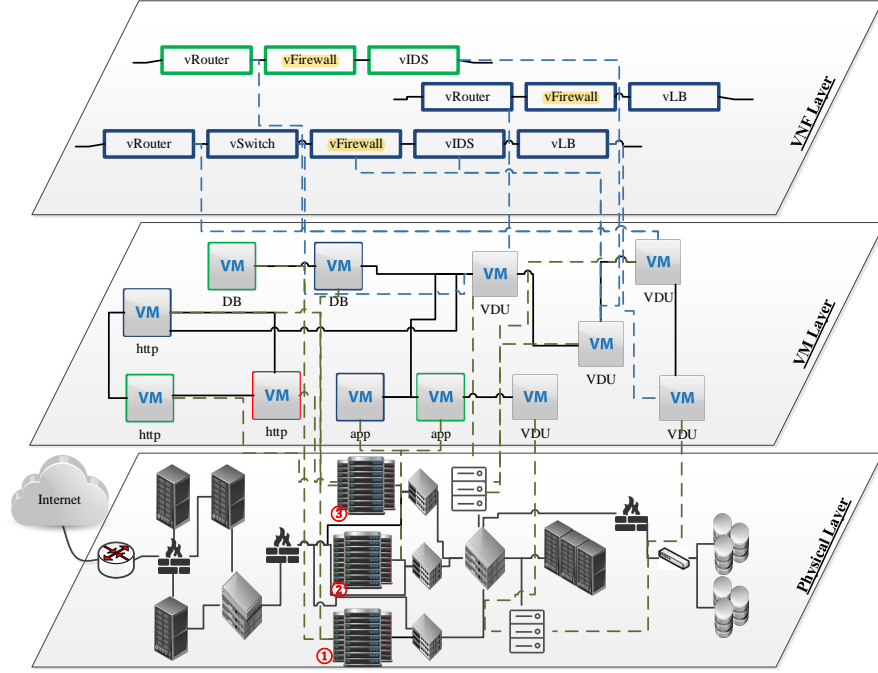 vRouter vFirewall vIDS
vRouter vFirewall vLB
vRouter vSwitch vFirewall vIDS vLB
VNF Layer
VM
DB
VM
DB
VM
VDU
VM
VDU
VM
http
VM
VDU
VM
http
VM
http
VM
app
VM
app
VM
VDU
VM
VDU
VM Layer
Internet
③
②
①
Physical Layer